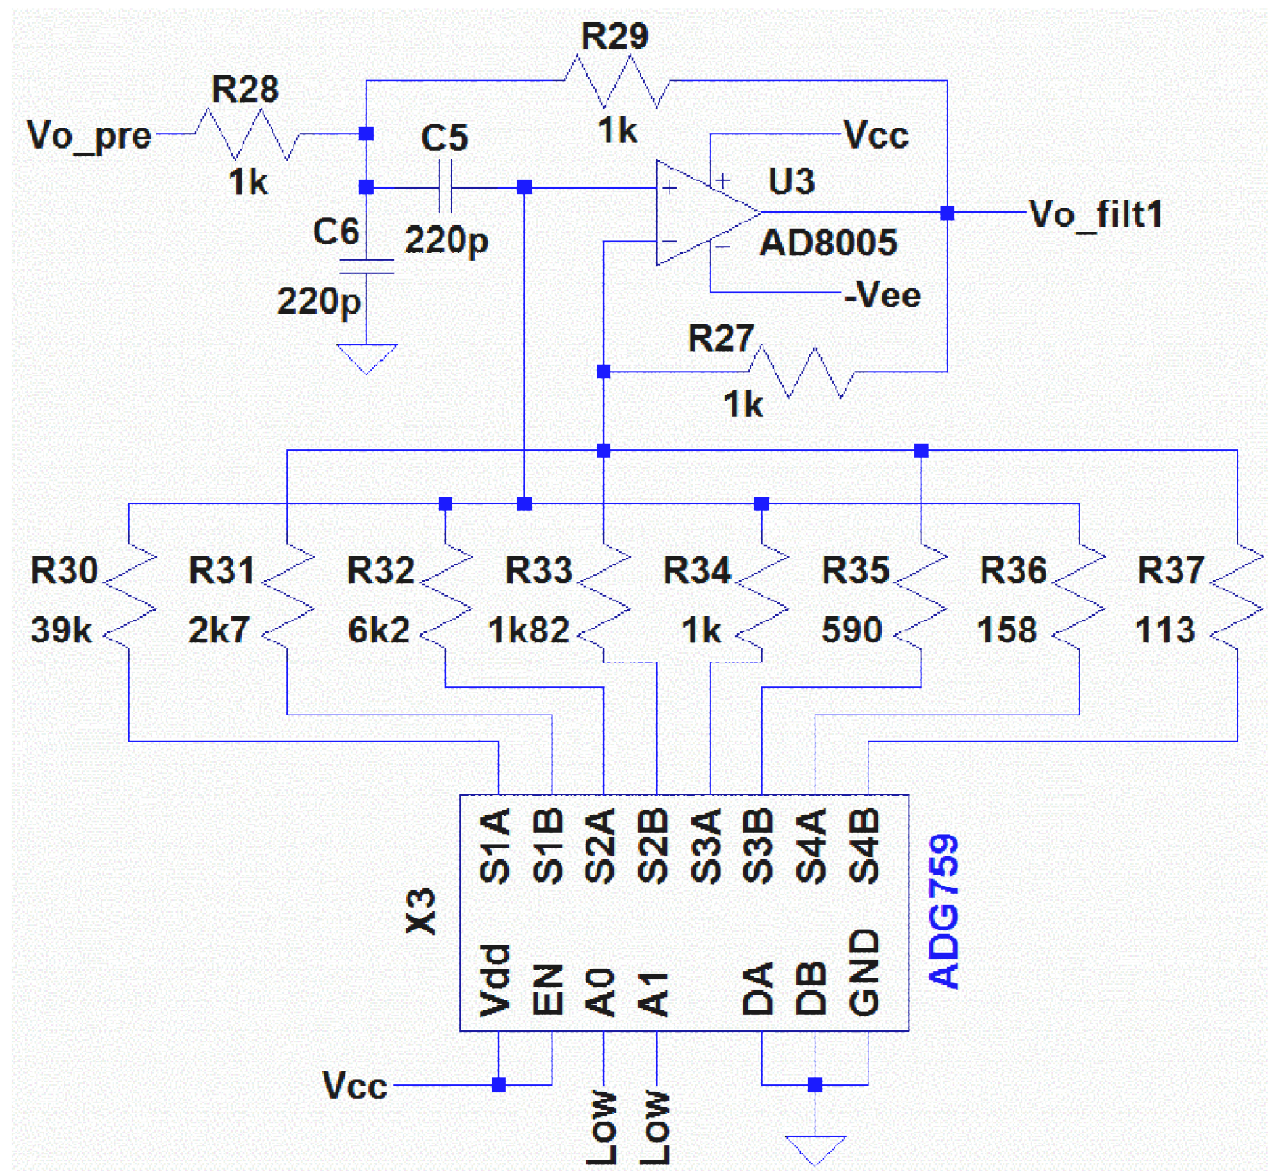 R29
R28
Vo_pre
C5
1k
Vcc
1k
U3
C6
220p
Vo_filt1
AD8005
220p
-Vee
R27
1k
R30 R31 R32 R33 R34 R35 R36 R37
39k 2k7 6k2 1k82 1k 590 158 113
S1A S1B S2A S2B S3A S3B S4A S4B
X3
ADG759
Vdd EN A0 A1 DA DB GND
Vcc
Low Low
+
−
+
−